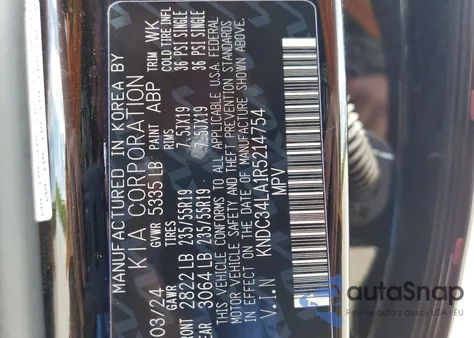 MANUFACTURED IN KOREA BY
KIA CORPORATION
03/24 GVWR 5335 LB PAINT ABP TRIM WK
GAWR TIRES RIMS COLD TIRE INFL
FRONT 2822 LB 235/55R19 7.5JX19 36 PSI SINGLE
REAR 3064 LB 235/55R19 7.5JX19 36 PSI SINGLE
THIS VEHICLE CONFORMS TO ALL APPLICABLE U.S.A. FEDERAL
MOTOR VEHICLE SAFETY AND THEFT PREVENTION STANDARDS
IN EFFECT ON THE DATE OF MANUFACTURE SHOWN ABOVE.
V.I.N KNDC34LA1R5214754
MPV
autoSnap